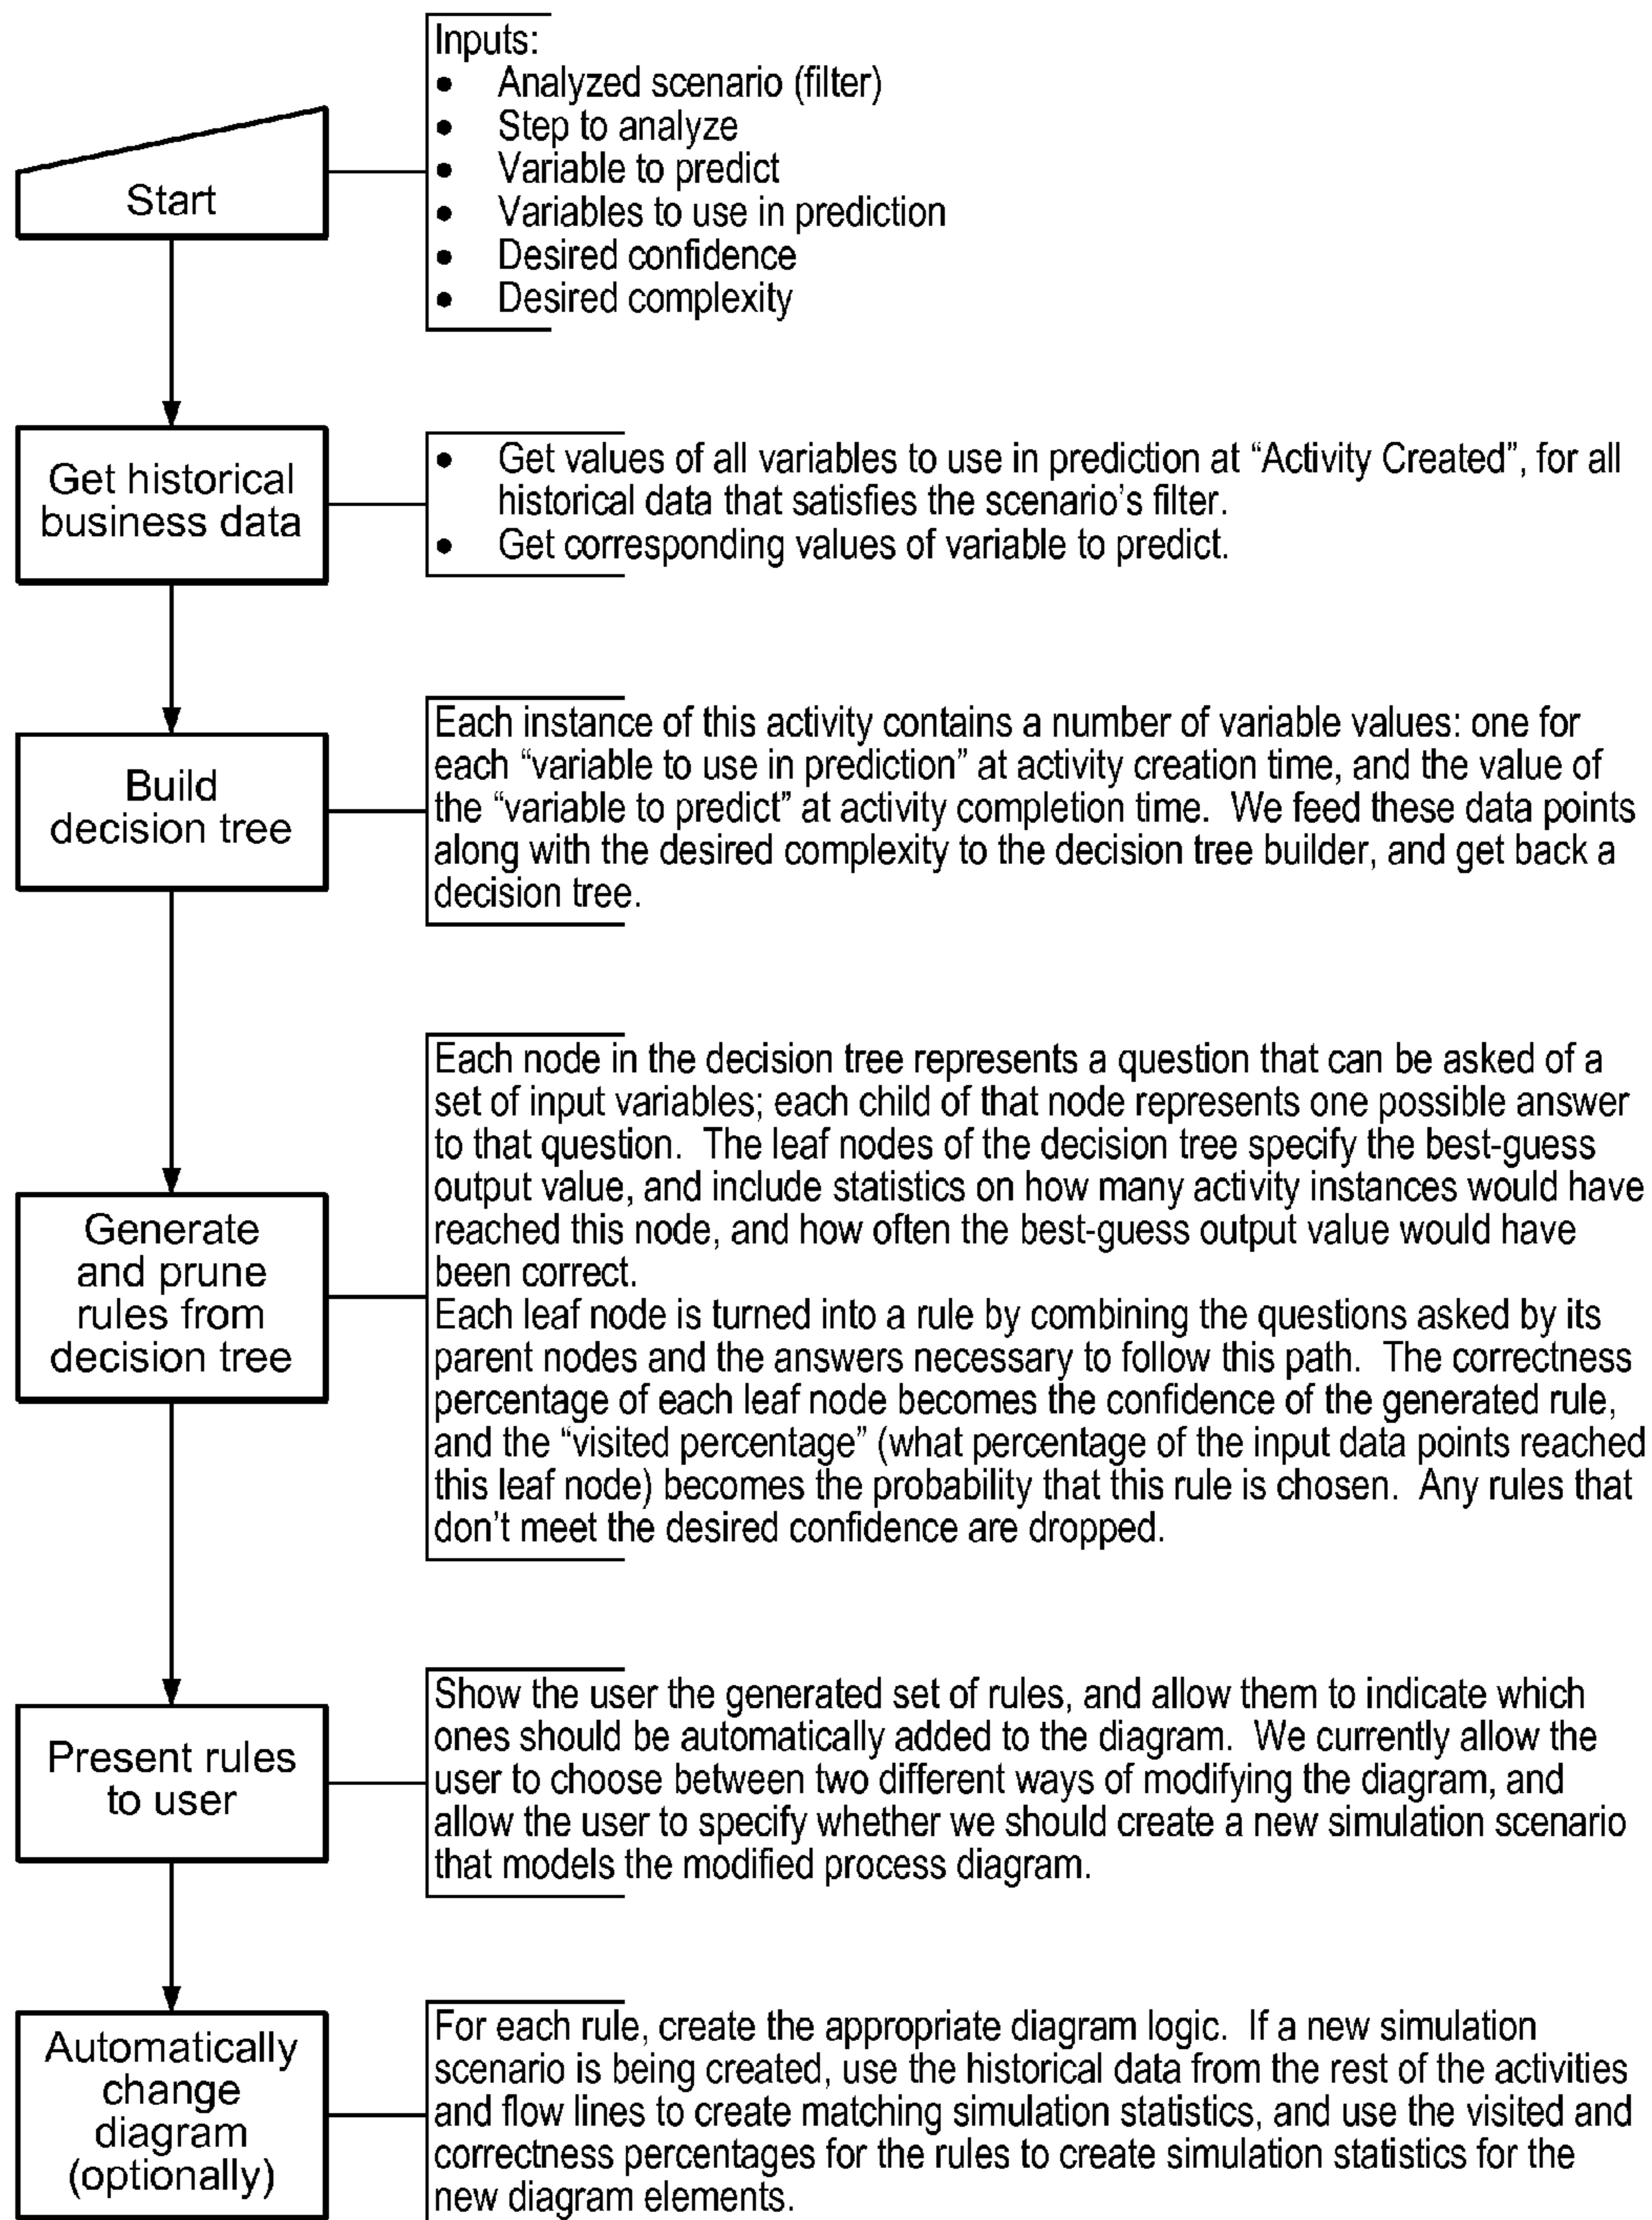 Inputs:
• Analyzed scenario (filter)
• Step to analyze
• Variable to predict
• Variables to use in prediction
• Desired confidence
• Desired complexity
Start
Get historical
business data
• Get values of all variables to use in prediction at “Activity Created”, for all
historical data that satisfies the scenario’s filter.
• Get corresponding values of variable to predict.
Build
decision tree
Each instance of this activity contains a number of variable values: one for
each “variable to use in prediction” at activity creation time, and the value of
the “variable to predict” at activity completion time. We feed these data points
along with the desired complexity to the decision tree builder, and get back a
decision tree.
Generate
and prune
rules from
decision tree
Each node in the decision tree represents a question that can be asked of a
set of input variables; each child of that node represents one possible answer
to that question. The leaf nodes of the decision tree specify the best-guess
output value, and include statistics on how many activity instances would have
reached this node, and how often the best-guess output value would have
been correct.
Each leaf node is turned into a rule by combining the questions asked by its
parent nodes and the answers necessary to follow this path. The correctness
percentage of each leaf node becomes the confidence of the generated rule,
and the “visited percentage” (what percentage of the input data points reached
this leaf node) becomes the probability that this rule is chosen. Any rules that
don’t meet the desired confidence are dropped.
Present rules
to user
Show the user the generated set of rules, and allow them to indicate which
ones should be automatically added to the diagram. We currently allow the
user to choose between two different ways of modifying the diagram, and
allow the user to specify whether we should create a new simulation scenario
that models the modified process diagram.
Automatically
change
diagram
(optionally)
For each rule, create the appropriate diagram logic. If a new simulation
scenario is being created, use the historical data from the rest of the activities
and flow lines to create matching simulation statistics, and use the visited and
correctness percentages for the rules to create simulation statistics for the
new diagram elements.